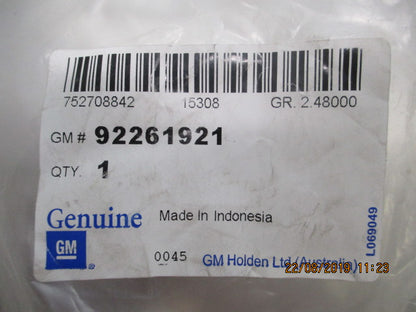 752708842 15308 GR. 2.48000
GM # 92261921
QTY. 1
Genuine Made In Indonesia
GM ®
0045 GM Holden Ltd (Australia)
L069049
22/06/2019 11:23